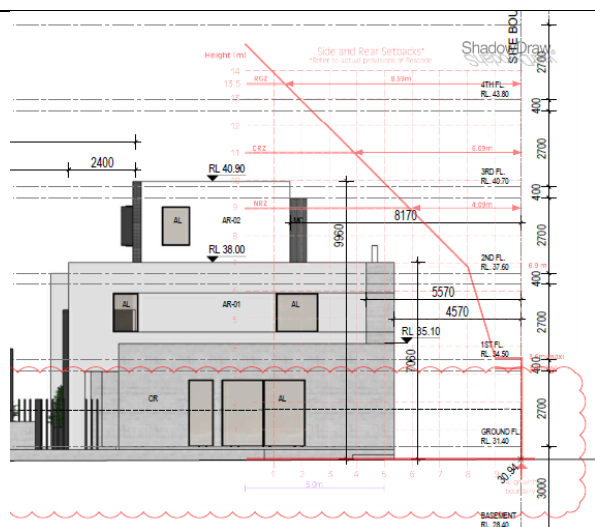 ShadowDraw
SITE BOU
Side and Rear Setbacks*
*Refer to actual provisions of Rescode
Height (m)
14
13.5
RGZ
8.59m
4TH FL.
RL 43.80
2700
400
12
GRZ
6.09m
11
2700
2400
RL 40.90
10
3RD FL.
RL 40.70
400
NRZ
4.09m
AL
AR-02
8170
9960
2700
RL 38.00
2ND FL.
RL 37.60
6.9 m
400
5570
AL
AR-01
AL
4570
2700
RL 35.10
7060
1ST FL.
RL 34.50
400
CR
AL
2700
GROUND FL.
RL 31.40
1 2 3 4 5 6 7 8 9
30.94
5.0m
3000
BASEMENT
RL 28.40